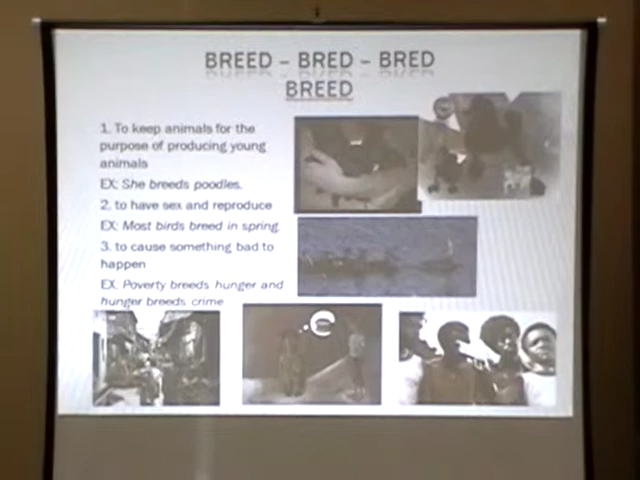 BREED – BRED – BRED
BREED
1. To keep animals for the
purpose of producing young
animals
EX: She breeds poodles.
2. to have sex and reproduce
EX: Most birds breed in spring.
3. to cause something bad to
happen
EX: Poverty breeds hunger and
hunger breeds crime